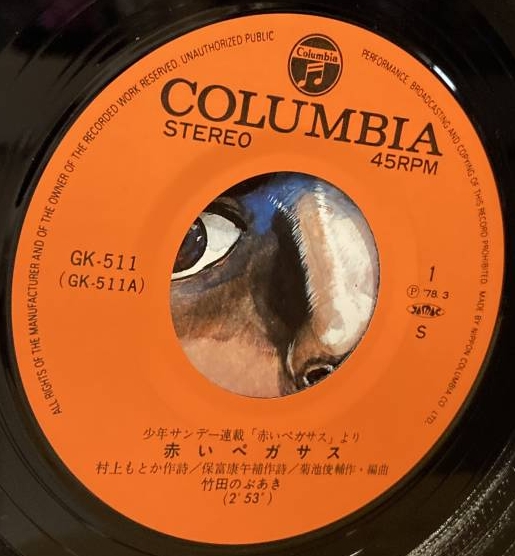 ALL RIGHTS OF THE MANUFACTURER AND OF THE OWNER OF THE RECORDED WORK RESERVED. UNAUTHORIZED PUBLIC PERFORMANCE, BROADCASTING AND COPYING OF THIS RECORD PROHIBITED MADE BY NIPPON COLUMBIA CO., LTD.
Columbia
COLUMBIA
STEREO
45RPM
GK-511
(GK-511A)
1
Ⓟ '78.3
S
少年サンデー連載「赤いペガサス」より
赤いペガサス
村上もとか作詩/保富康午補作詩/菊池俊輔作・編曲
竹田のぶあき
(2'53")